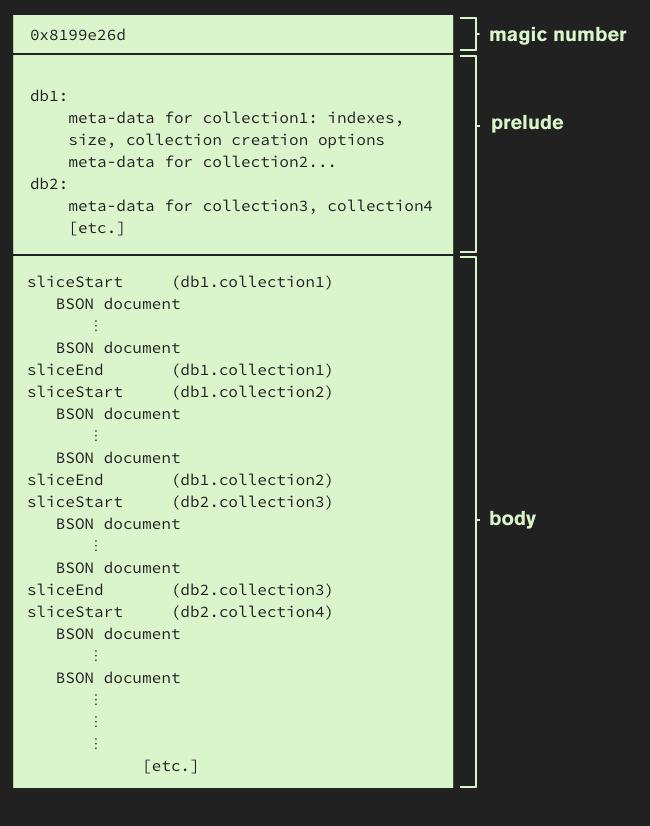 0x8199e26d
magic number
db1:
meta-data for collection1: indexes,
size, collection creation options
meta-data for collection2...
db2:
meta-data for collection3, collection4
[etc.]
prelude
sliceStart (db1.collection1)
BSON document
⋮
BSON document
sliceEnd (db1.collection1)
sliceStart (db1.collection2)
BSON document
⋮
BSON document
sliceEnd (db1.collection2)
sliceStart (db2.collection3)
BSON document
⋮
BSON document
sliceEnd (db2.collection3)
sliceStart (db2.collection4)
BSON document
⋮
BSON document
⋮
⋮
⋮
[etc.]
body